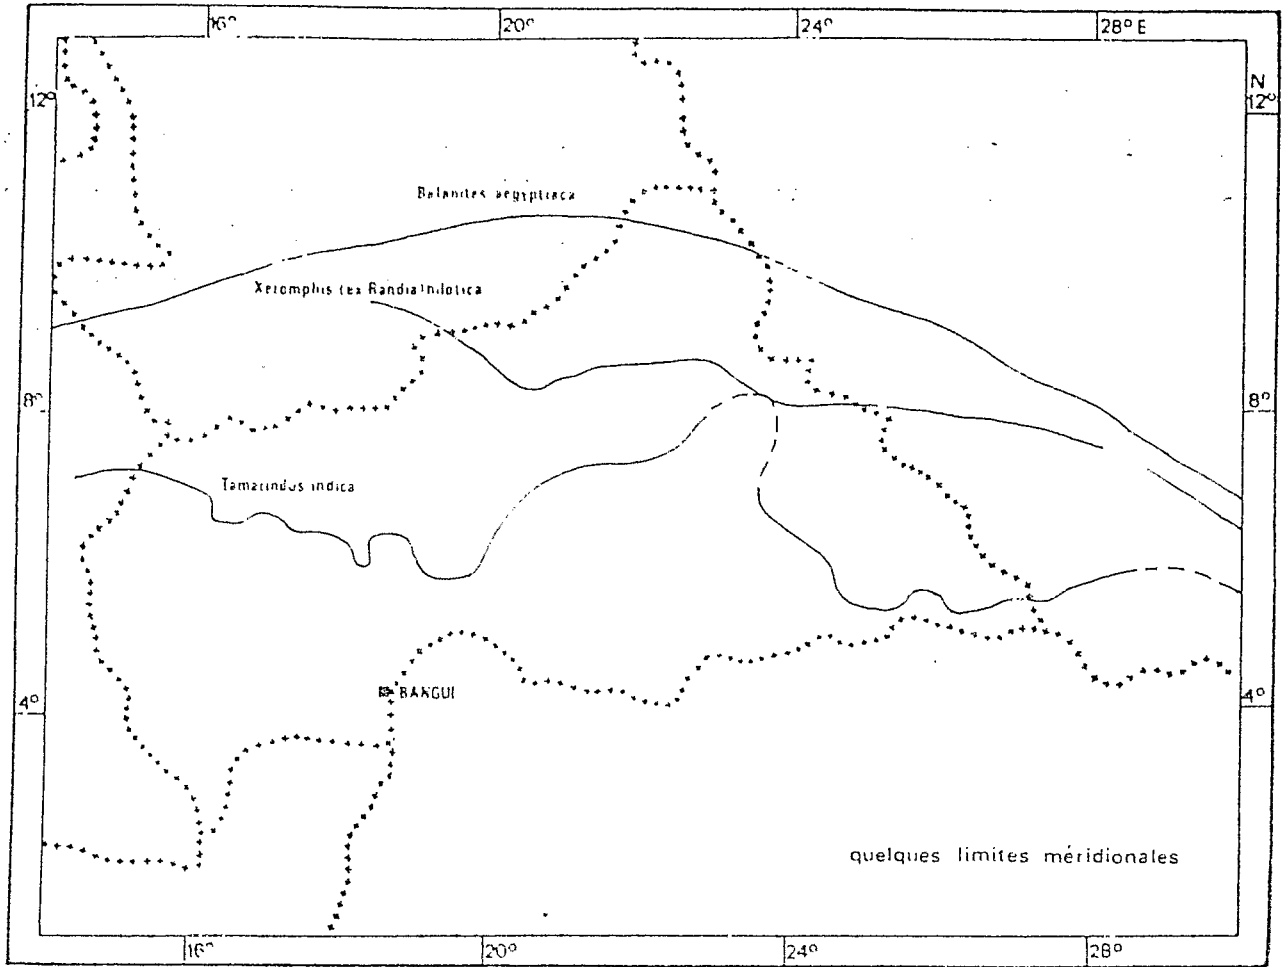 16° 20° 24° 28° E
N
12° 12°
Balanites aegyptiaca
Xeromphis (ex Randia) nilotica
8° 8°
Tamarindus indica
4° BANGUI 4°
quelques limites méridionales
16° 20° 24° 28°